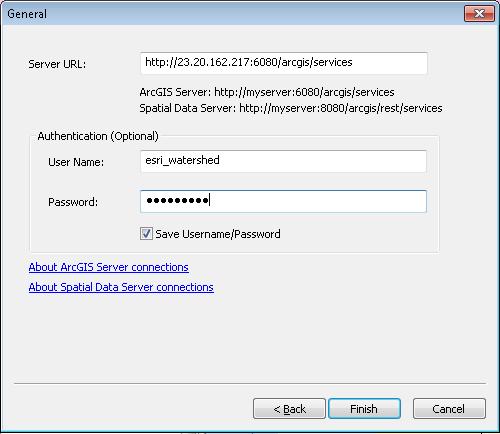 General
Server URL: http://23.20.162.217:6080/arcgis/services
ArcGIS Server: http://myserver:6080/arcgis/services
Spatial Data Server: http://myserver:8080/arcgis/rest/services
Authentication (Optional)
User Name: esri_watershed
Password: •••••••••
Save Username/Password
About ArcGIS Server connections
About Spatial Data Server connections
< Back Finish Cancel